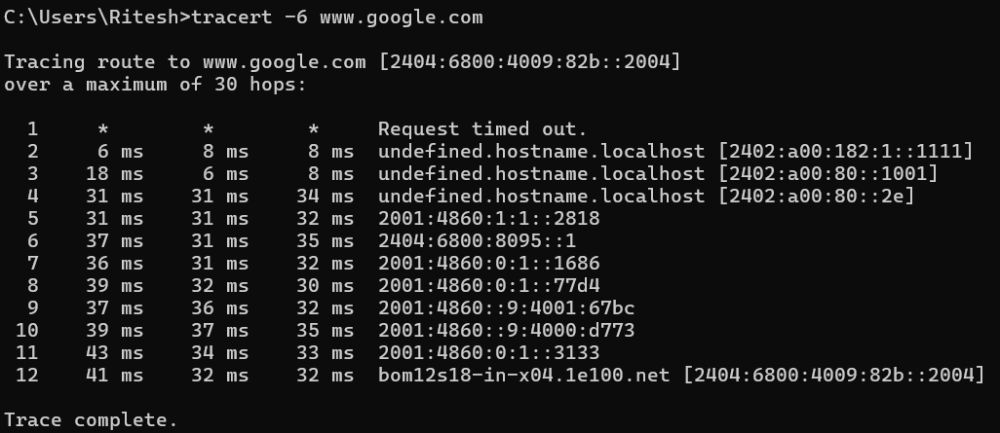 C:\Users\Ritesh>tracert -6 www.google.com
Tracing route to www.google.com [2404:6800:4009:82b::2004]
over a maximum of 30 hops:
1 * * * Request timed out.
2 6 ms 8 ms 8 ms undefined.hostname.localhost [2402:a00:182:1::1111]
3 18 ms 6 ms 8 ms undefined.hostname.localhost [2402:a00:80::1001]
4 31 ms 31 ms 34 ms undefined.hostname.localhost [2402:a00:80::2e]
5 31 ms 31 ms 32 ms 2001:4860:1:1::2818
6 37 ms 31 ms 35 ms 2404:6800:8095::1
7 36 ms 31 ms 32 ms 2001:4860:0:1::1686
8 39 ms 32 ms 30 ms 2001:4860:0:1::77d4
9 37 ms 36 ms 32 ms 2001:4860::9:4001:67bc
10 39 ms 37 ms 35 ms 2001:4860::9:4000:d773
11 43 ms 34 ms 33 ms 2001:4860:0:1::3133
12 41 ms 32 ms 32 ms bom12s18-in-x04.1e100.net [2404:6800:4009:82b::2004]
Trace complete.